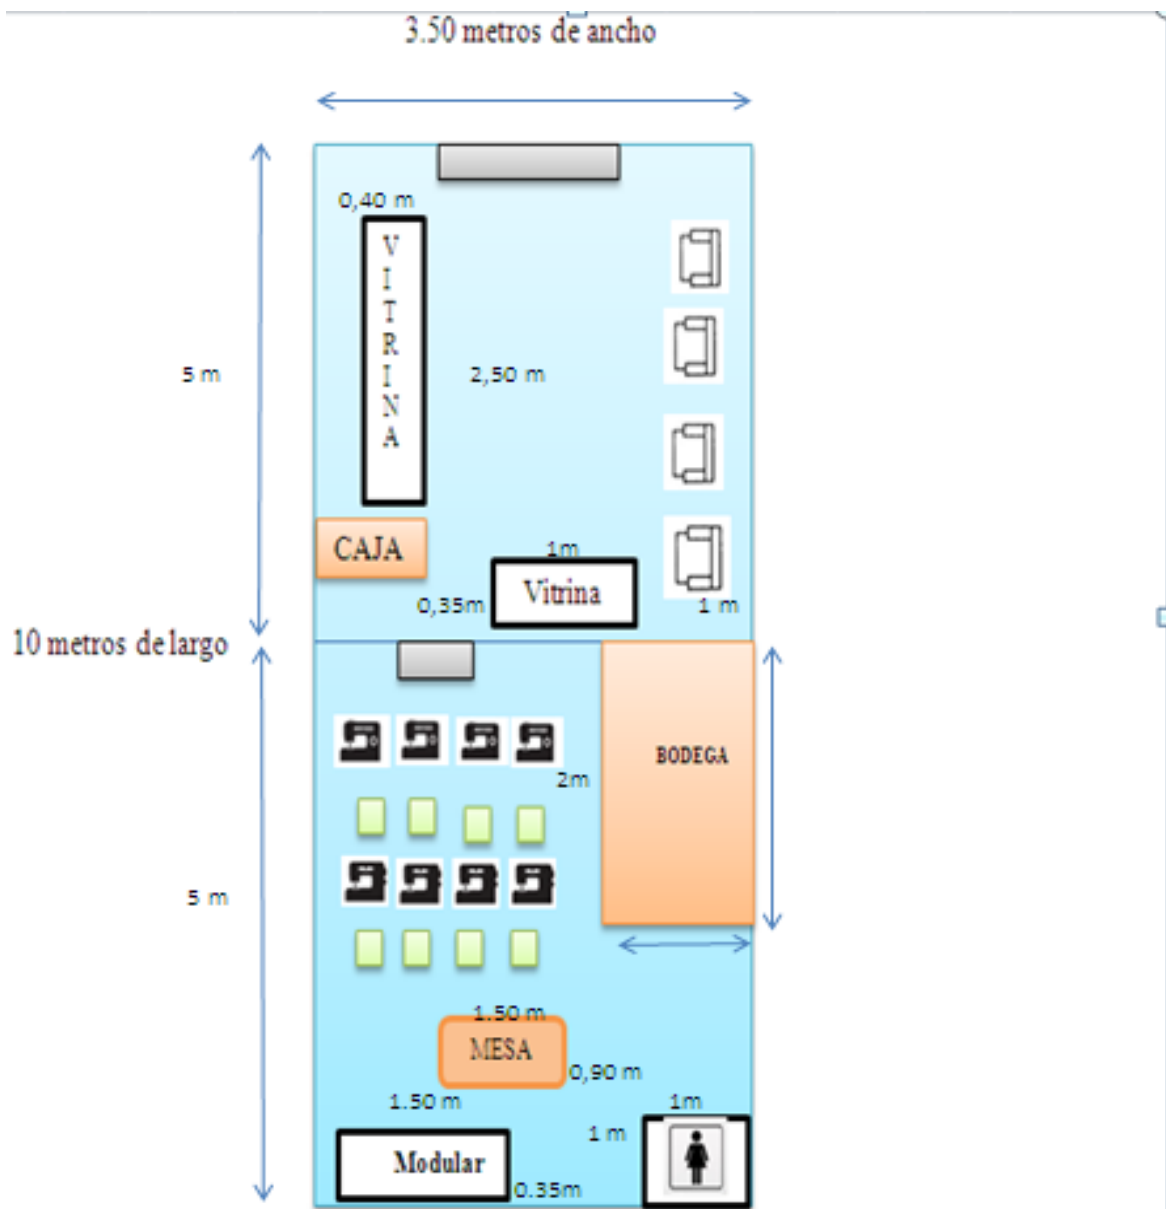 3.50 metros de ancho
0,40 m
VITRINA
5 m
2,50 m
CAJA
1m
Vitrina
0,35m
1 m
10 metros de largo
BODEGA
2m
5 m
1.50 m
MESA
0,90 m
1.50 m
1m
1 m
Modular
0.35m